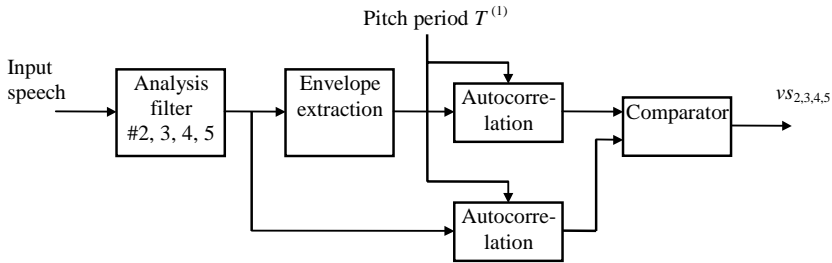 Pitch period T (1)
Input
speech
Analysis
filter
#2, 3, 4, 5
Envelope
extraction
Autocorre-
lation
Comparator
vs2,3,4,5
Autocorre-
lation